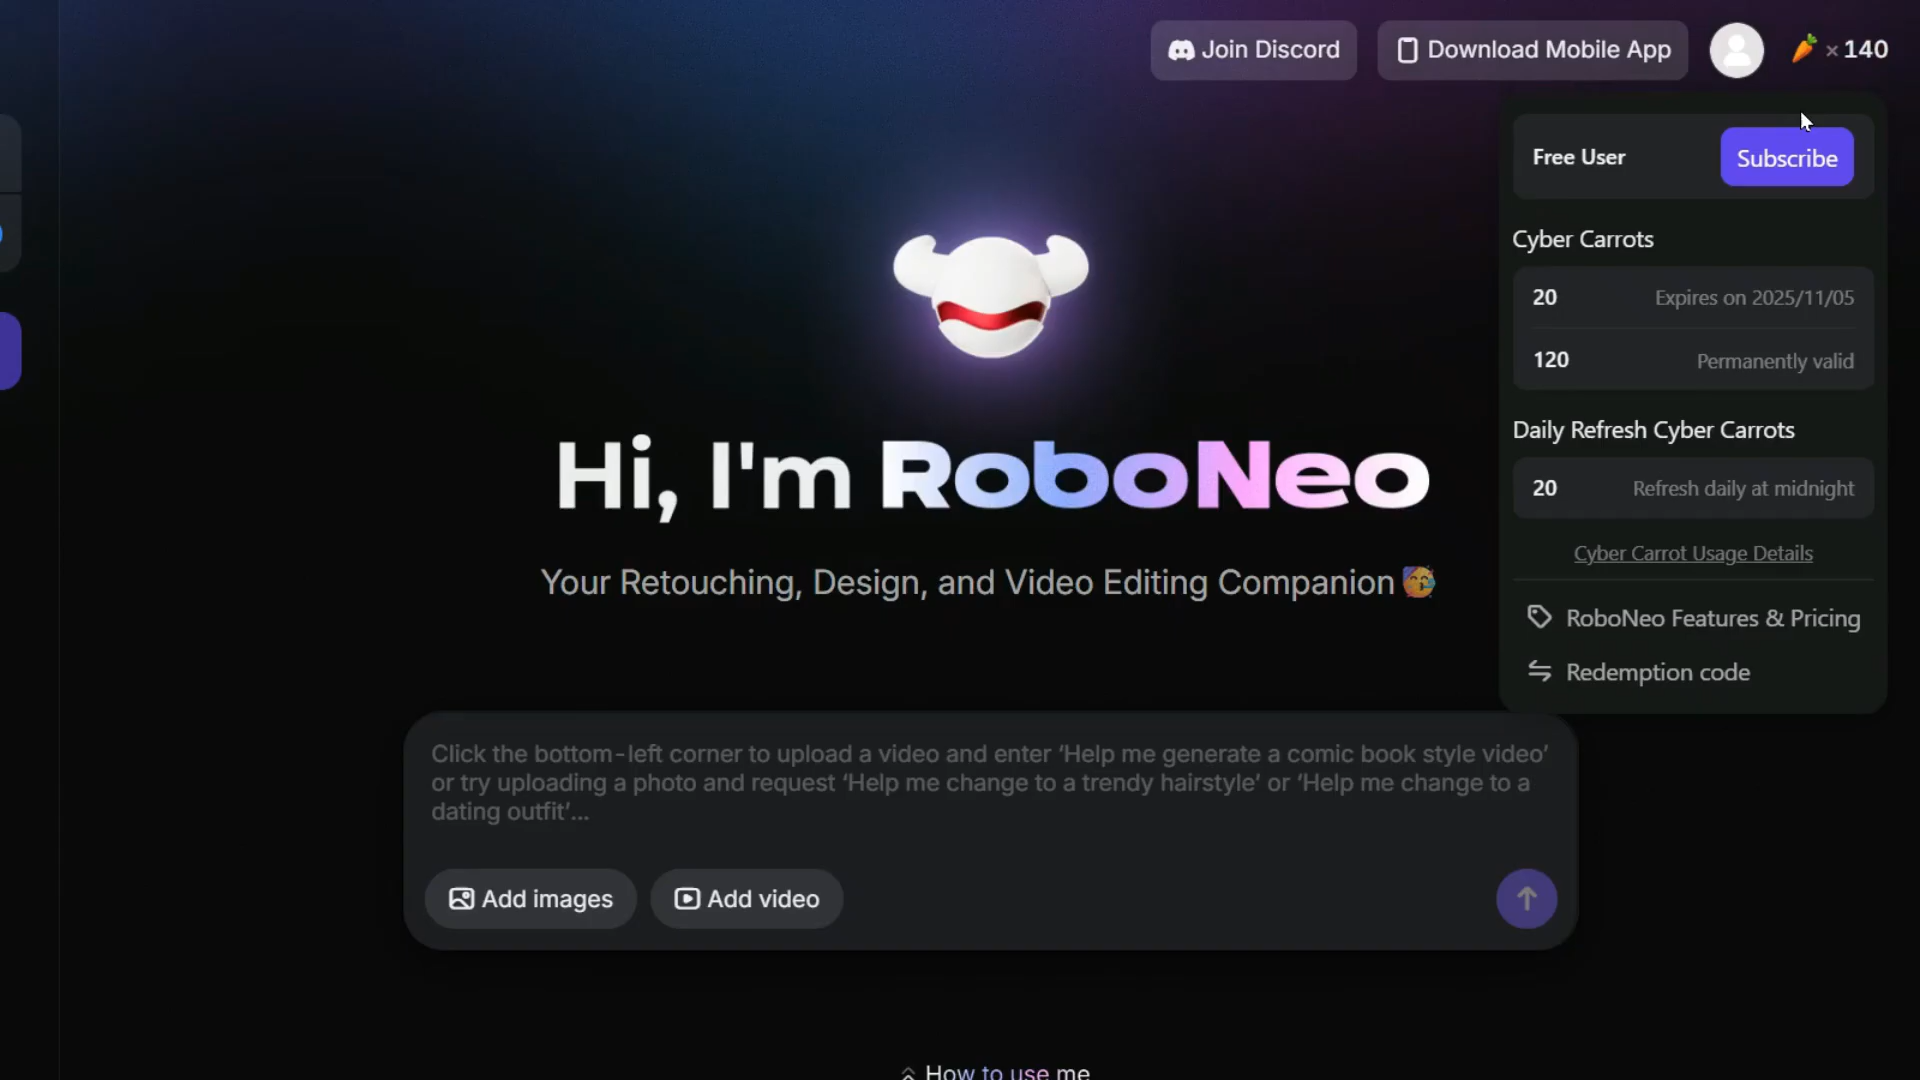 Join Discord
Download Mobile App
× 140
Free User
Subscribe
Cyber Carrots
20 Expires on 2025/11/05
120 Permanently valid
Daily Refresh Cyber Carrots
20 Refresh daily at midnight
Cyber Carrot Usage Details
RoboNeo Features & Pricing
Redemption code
Hi, I'm RoboNeo
Your Retouching, Design, and Video Editing Companion
Click the bottom-left corner to upload a video and enter ‘Help me generate a comic book style video’
or try uploading a photo and request ‘Help me change to a trendy hairstyle’ or ‘Help me change to a
dating outfit’...
Add images
Add video
How to use me